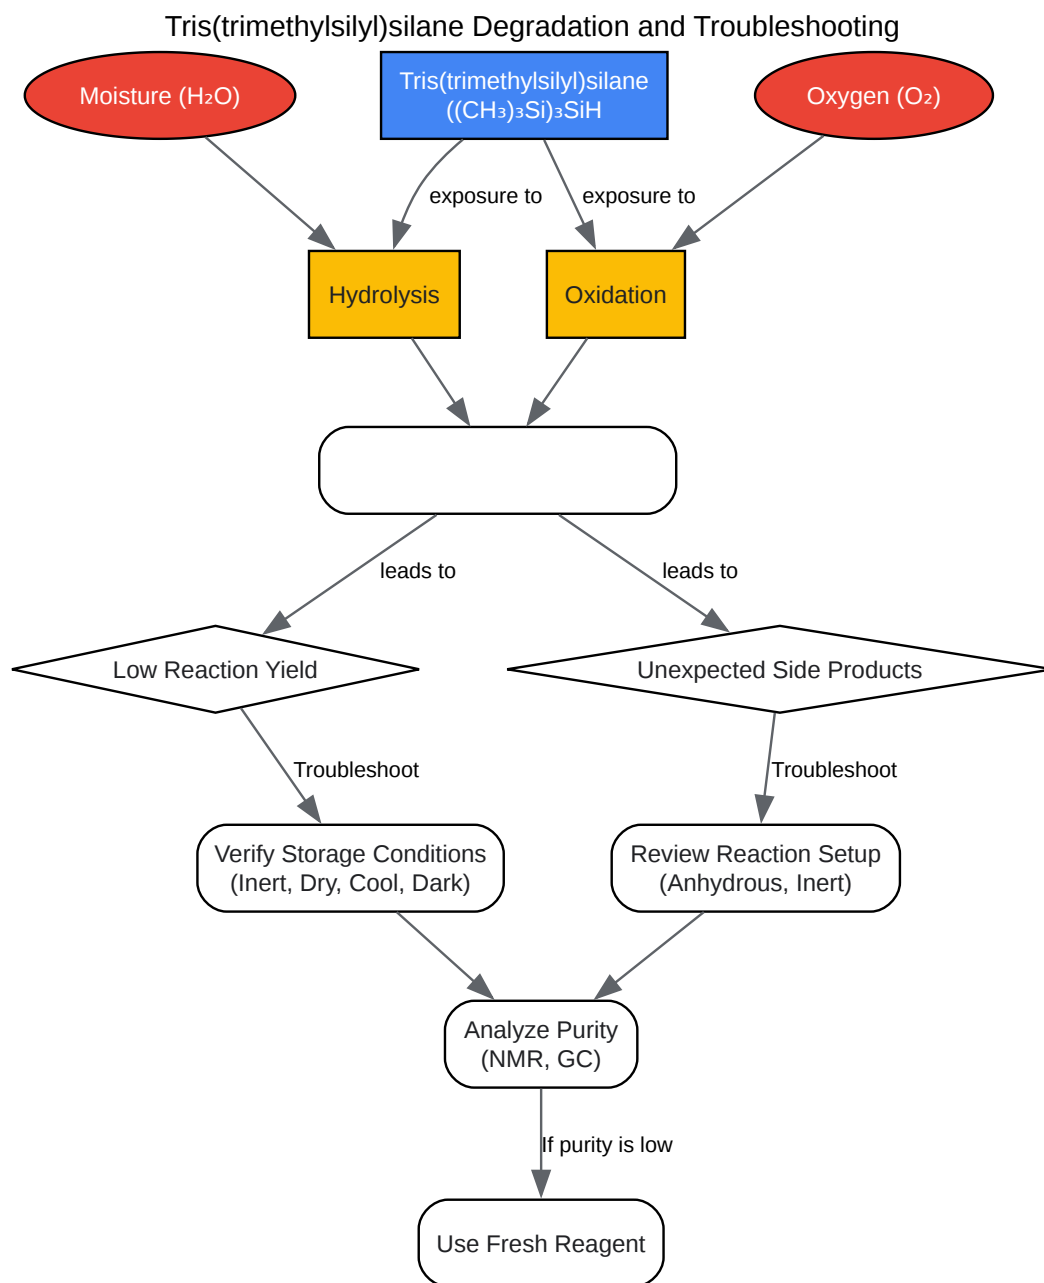 Tris(trimethylsilyl)silane Degradation and Troubleshooting
Moisture (H₂O)
Tris(trimethylsilyl)silane
((CH₃)₃Si)₃SiH
Oxygen (O₂)
exposure to
exposure to
Hydrolysis
Oxidation
leads to
leads to
Low Reaction Yield
Unexpected Side Products
Troubleshoot
Troubleshoot
Verify Storage Conditions
(Inert, Dry, Cool, Dark)
Review Reaction Setup
(Anhydrous, Inert)
Analyze Purity
(NMR, GC)
If purity is low
Use Fresh Reagent